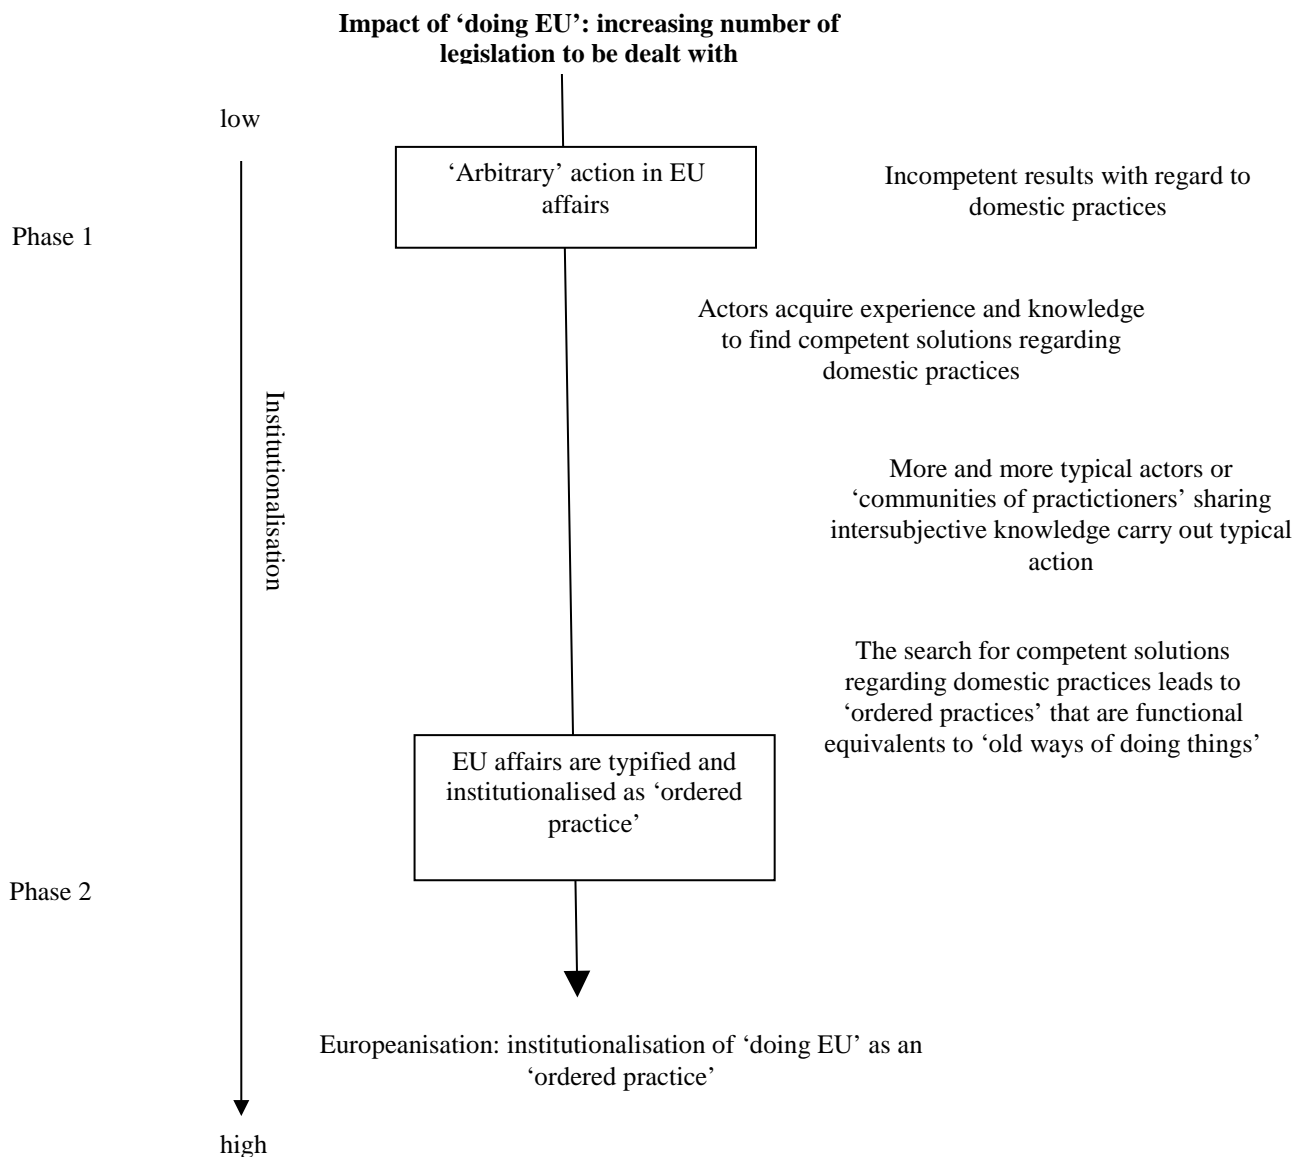 Impact of ‘doing EU’: increasing number of
legislation to be dealt with
low
‘Arbitrary’ action in EU
affairs
Incompetent results with regard to
domestic practices
Phase 1
Actors acquire experience and knowledge
to find competent solutions regarding
domestic practices
Institutionalisation
More and more typical actors or
‘communities of practictioners’ sharing
intersubjective knowledge carry out typical
action
The search for competent solutions
regarding domestic practices leads to
‘ordered practices’ that are functional
equivalents to ‘old ways of doing things’
EU affairs are typified and
institutionalised as ‘ordered
practice’
Phase 2
Europeanisation: institutionalisation of ‘doing EU’ as an
‘ordered practice’
high